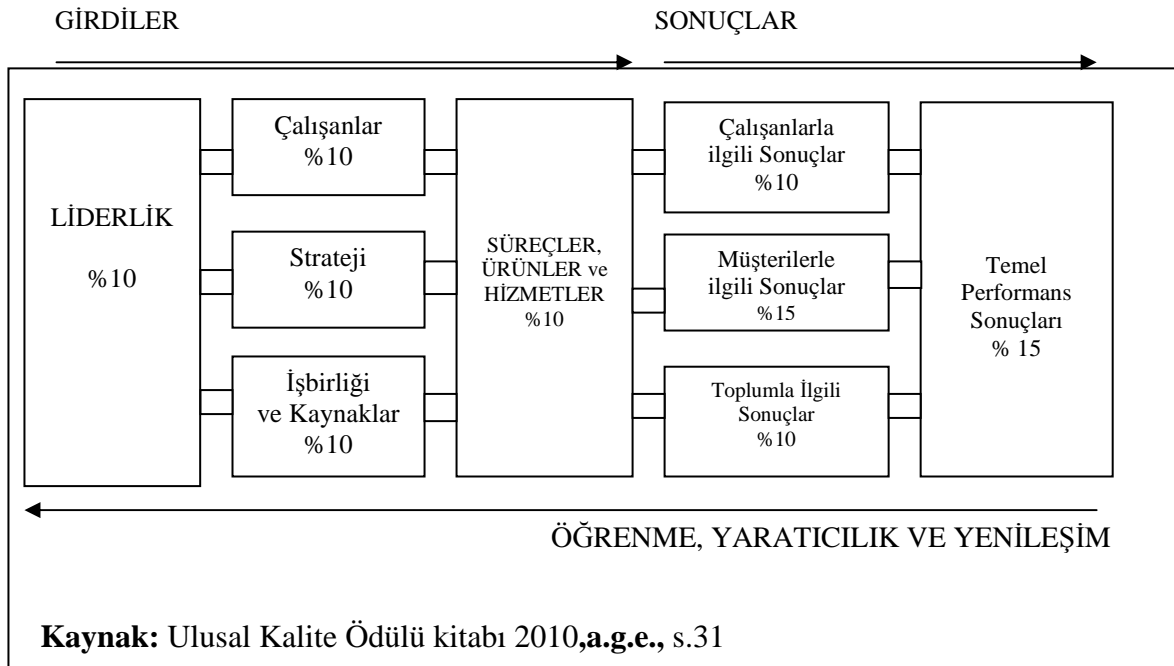 GİRDİLER
SONUÇLAR
LİDERLİK
%10
Çalışanlar
%10
Strateji
%10
İşbirliği
ve Kaynaklar
%10
SÜREÇLER,
ÜRÜNLER ve
HİZMETLER
%10
Çalışanlarla
ilgili Sonuçlar
%10
Müşterilerle
ilgili Sonuçlar
%15
Toplumla İlgili
Sonuçlar
%10
Temel
Performans
Sonuçları
% 15
ÖĞRENME, YARATICILIK VE YENİLEŞİM
Kaynak: Ulusal Kalite Ödülü kitabı 2010,a.g.e., s.31